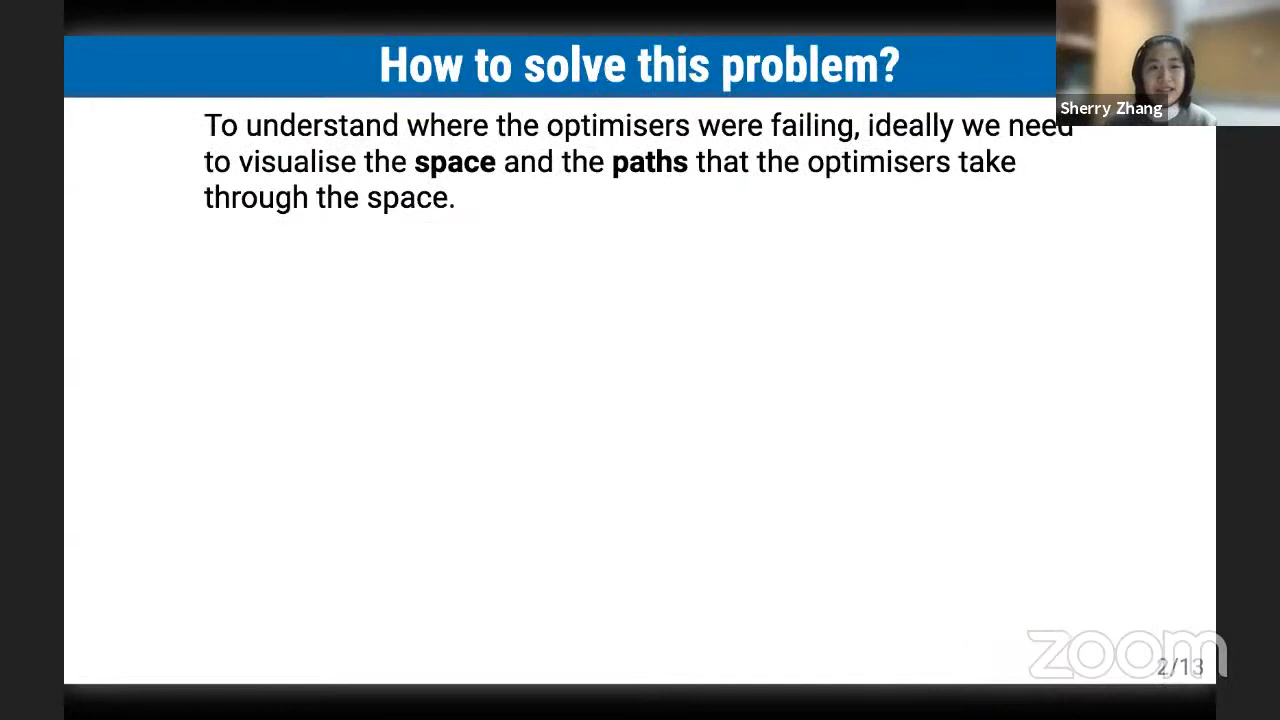 How to solve this problem?
Sherry Zhang
To understand where the optimisers were failing, ideally we need
to visualise the space and the paths that the optimisers take
through the space.
zoom
2/13